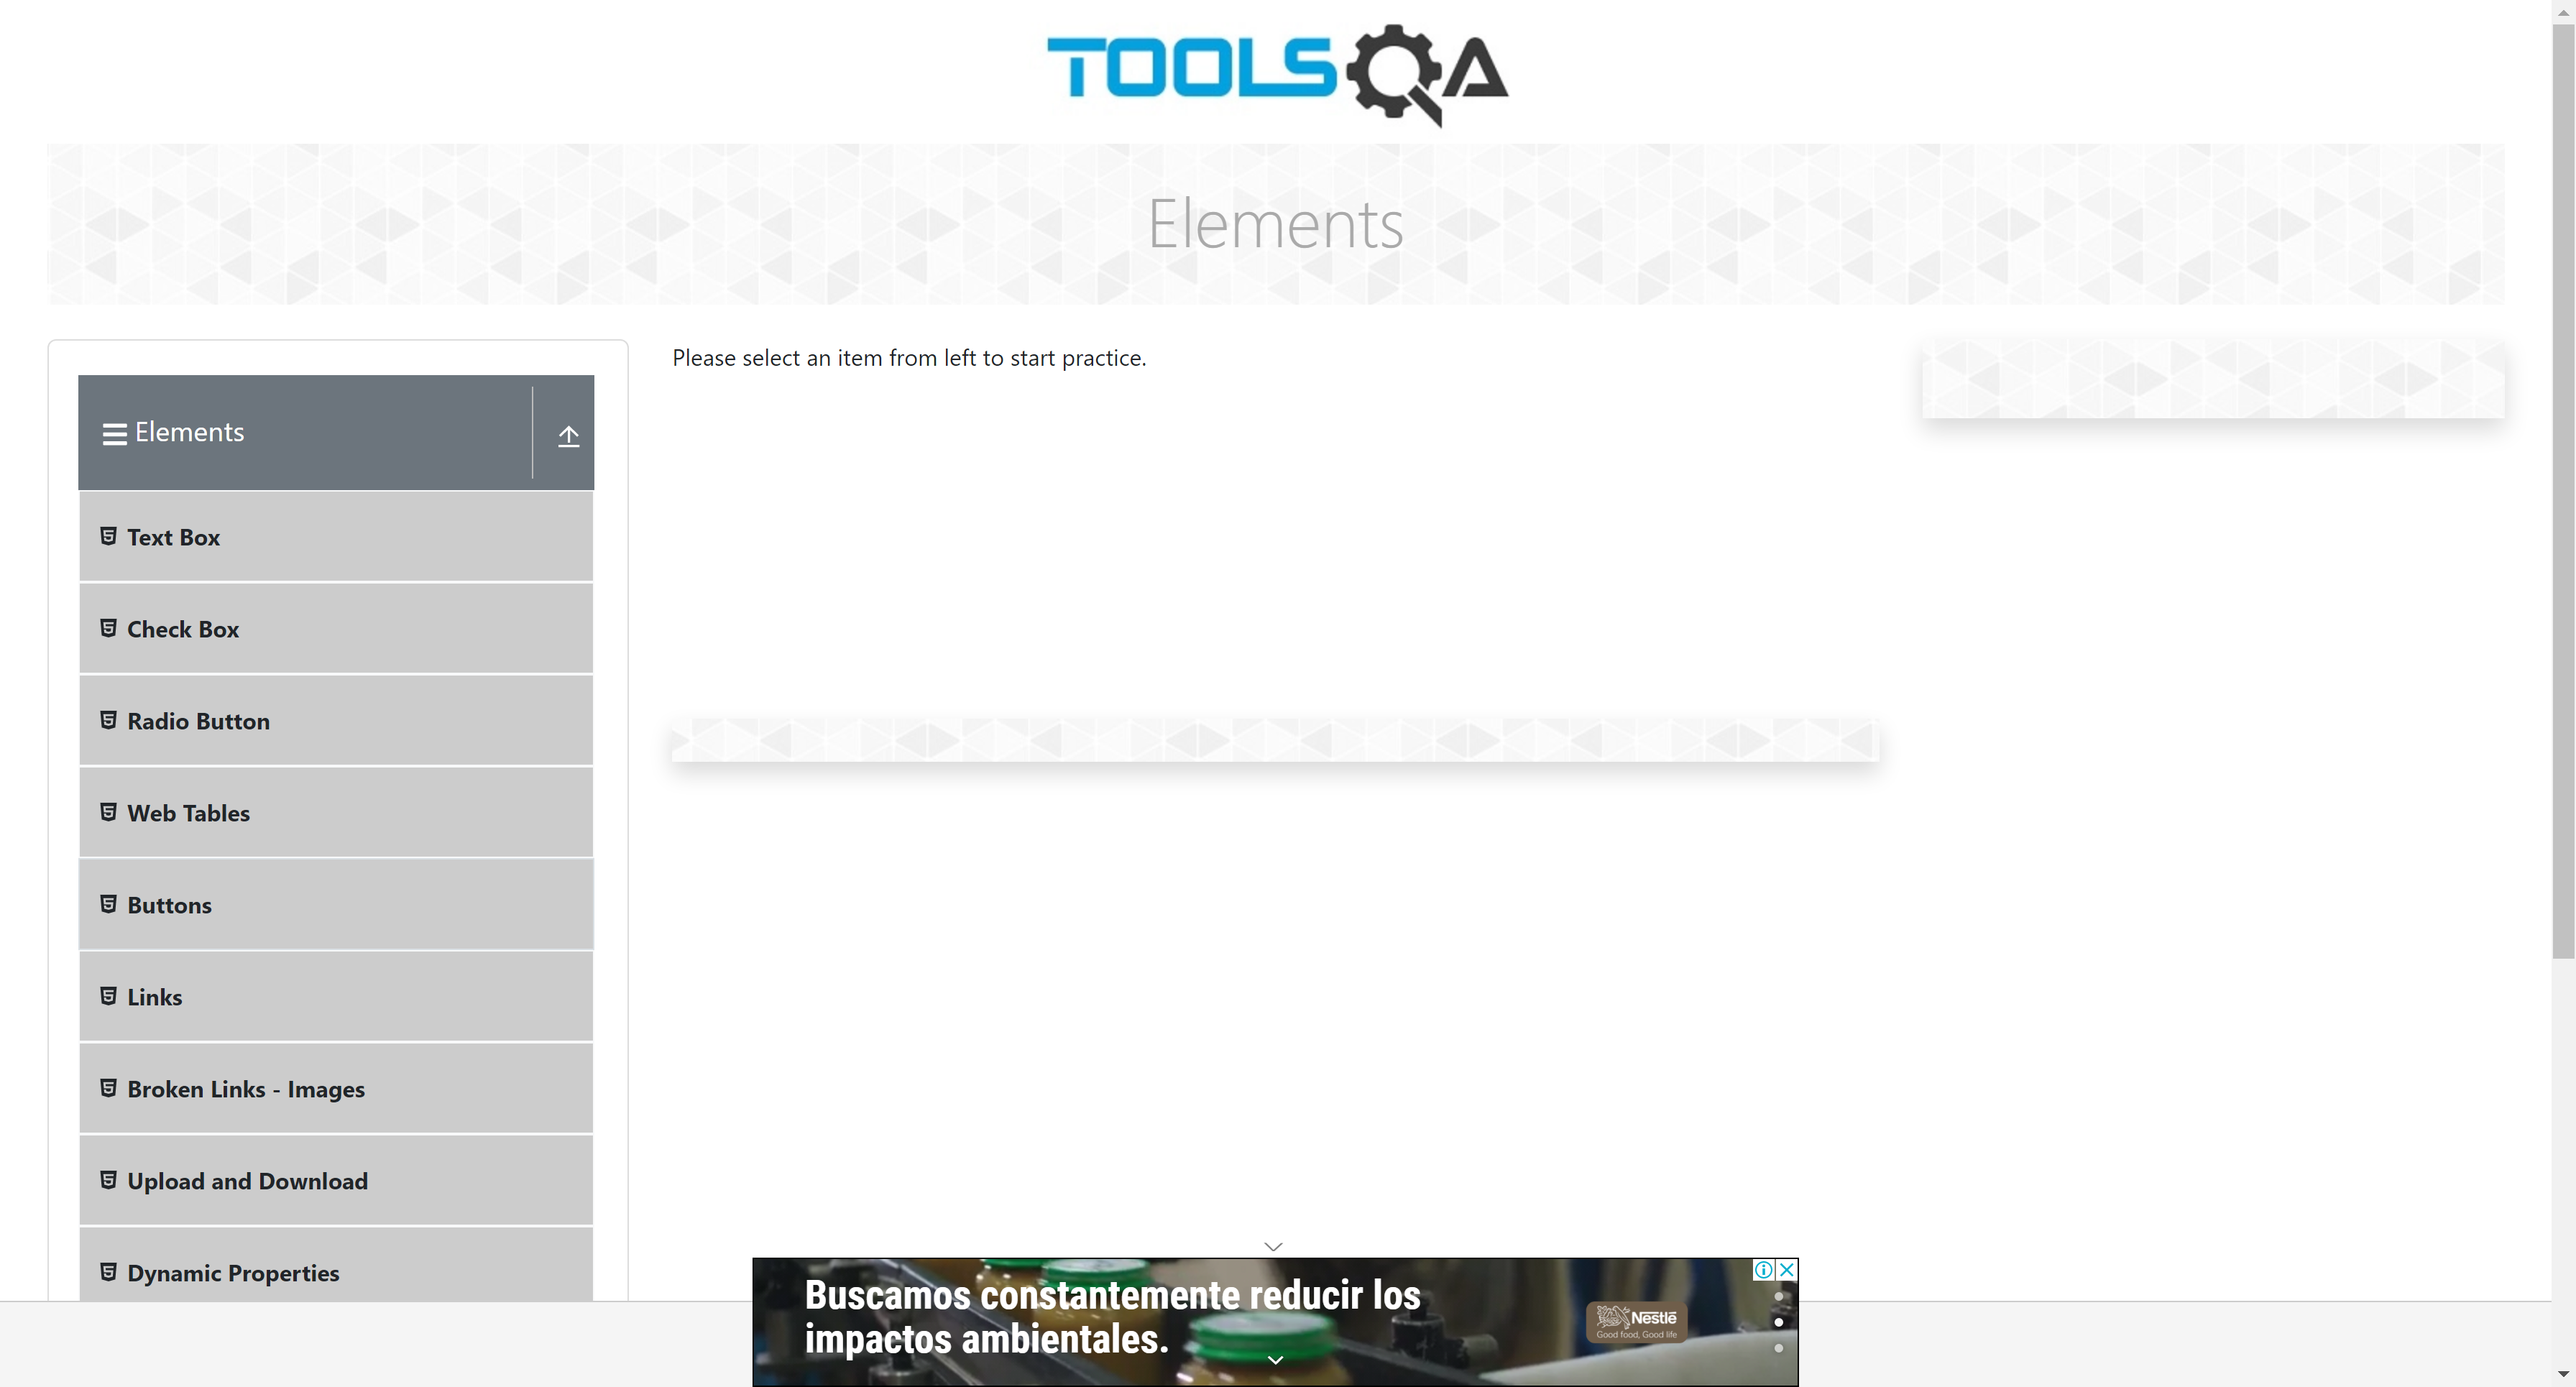 TOOLSQA
Elements
Please select an item from left to start practice.
Elements
Text Box
Check Box
Radio Button
Web Tables
Buttons
Links
Broken Links - Images
Upload and Download
Dynamic Properties
Buscamos constantemente reducir los
impactos ambientales.
Nestlé
Good food, Good life